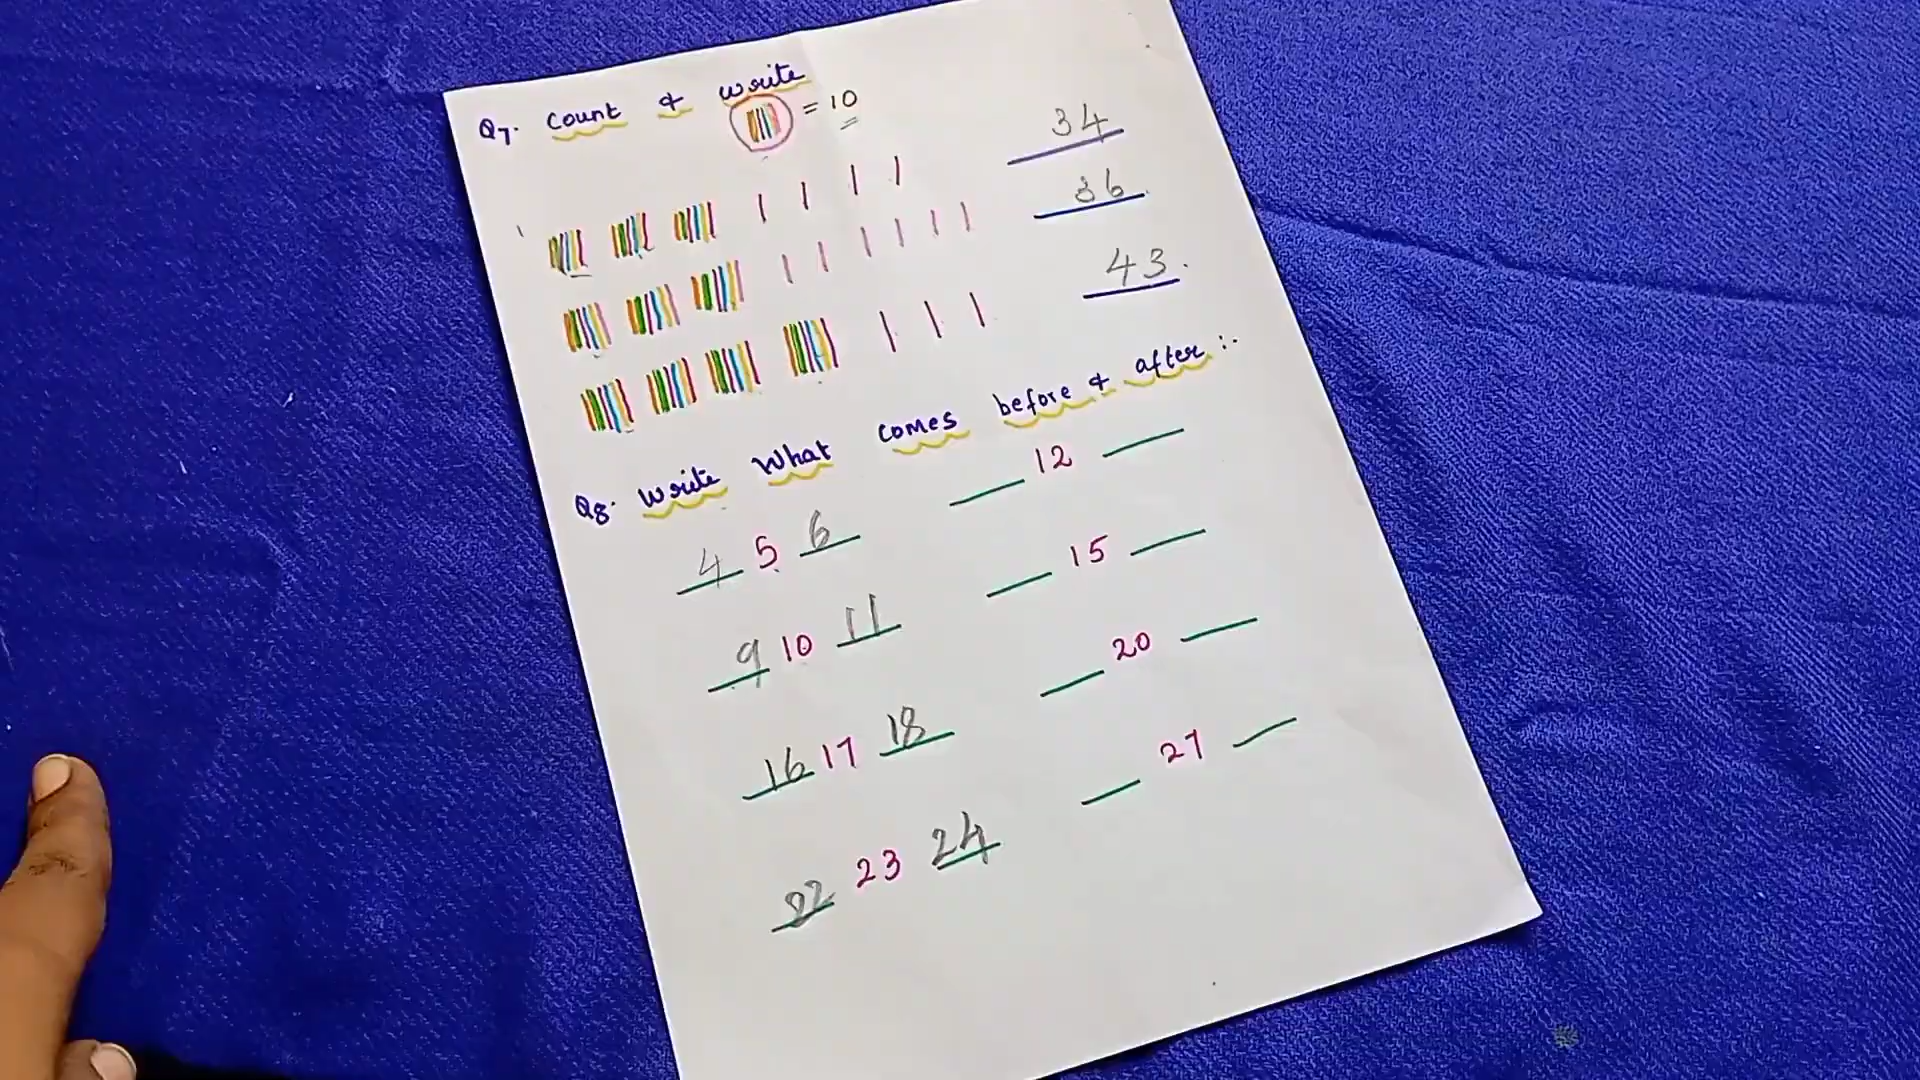 Q7. Count & write
= 10
34
36
43.
Q8. Write What comes before & after :-
4 5 6
12
9 10 11
15
16 17 18
20
22 23 24
27